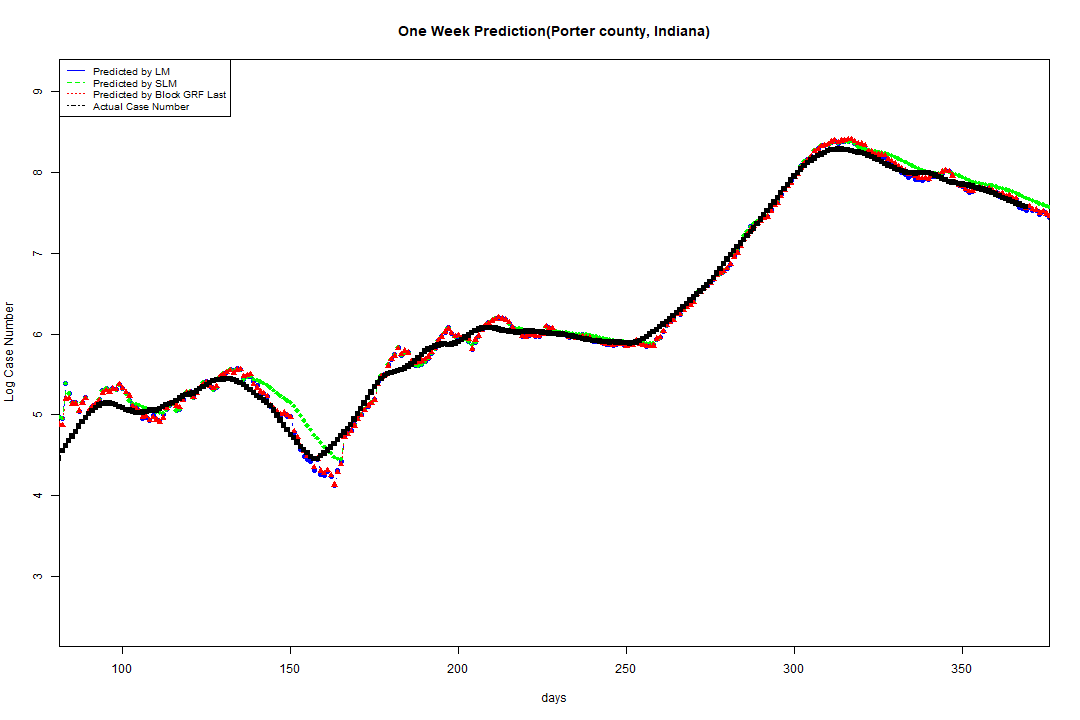 One Week Prediction(Porter county, Indiana)
Predicted by LM
Predicted by SLM
Predicted by Block GRF Last
Actual Case Number
9
8
7
6
5
4
3
Log Case Number
100 150 200 250 300 350
days